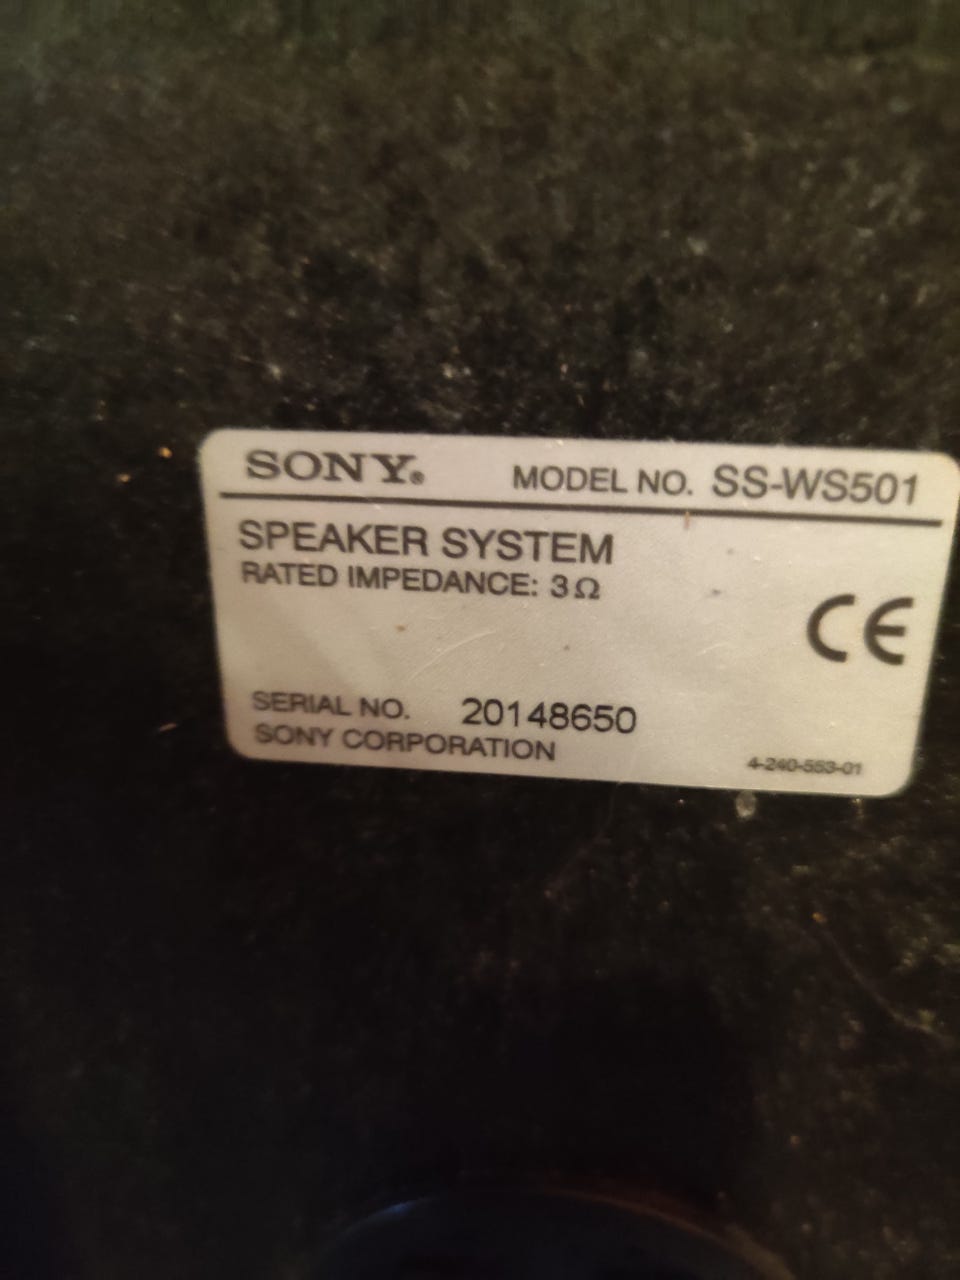 SONY® MODEL NO. SS-WS501
SPEAKER SYSTEM
RATED IMPEDANCE: 3Ω
CE
SERIAL NO. 20148650
SONY CORPORATION
4-240-553-01